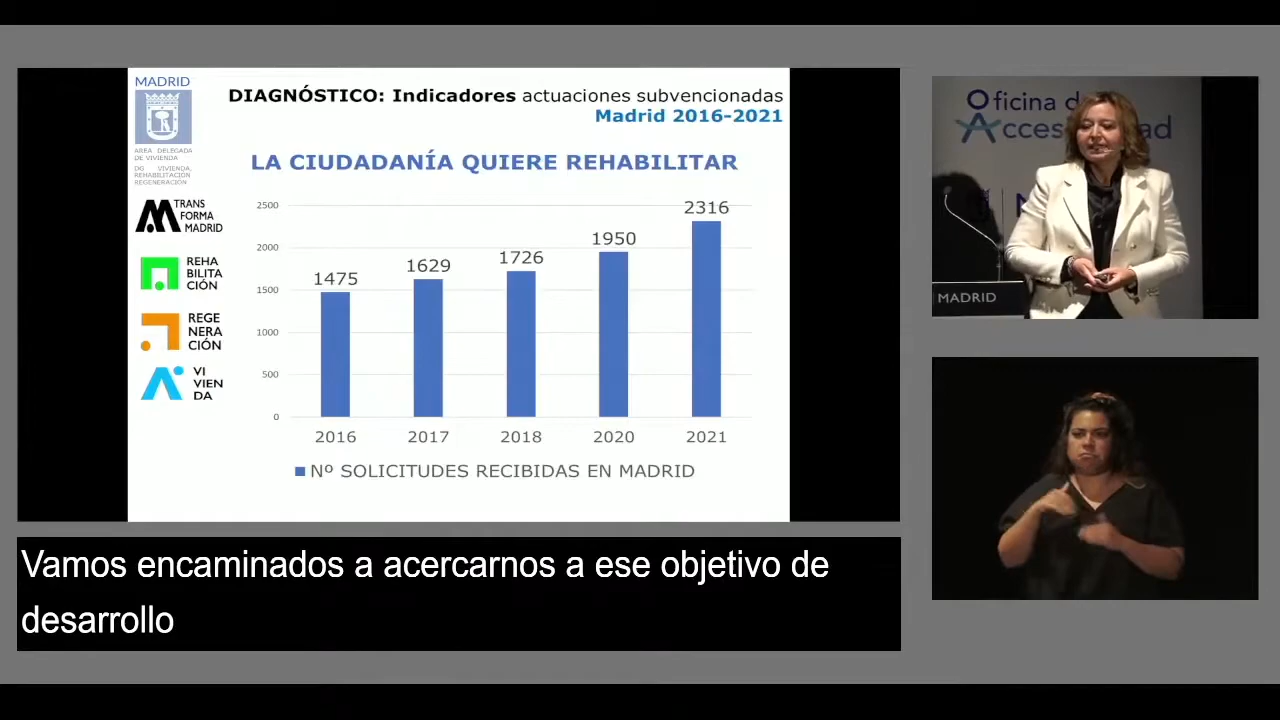 MADRID
AREA DELEGADA
DE VIVIENDA
DG VIVIENDA,
REHABILITACIÓN
REGENERACIÓN
TRANS
FORMA
MADRID
REHA
BILITA
CIÓN
REGE
NERA
CIÓN
VI
VIEN
DA
DIAGNÓSTICO: Indicadores actuaciones subvencionadas
Madrid 2016-2021
LA CIUDADANÍA QUIERE REHABILITAR
2500
2000
1500
1000
500
0
1475
1629
1726
1950
2316
2016
2017
2018
2020
2021
Nº SOLICITUDES RECIBIDAS EN MADRID
Oficina d
Acces ad
MADRID
Vamos encaminados a acercarnos a ese objetivo de
desarrollo